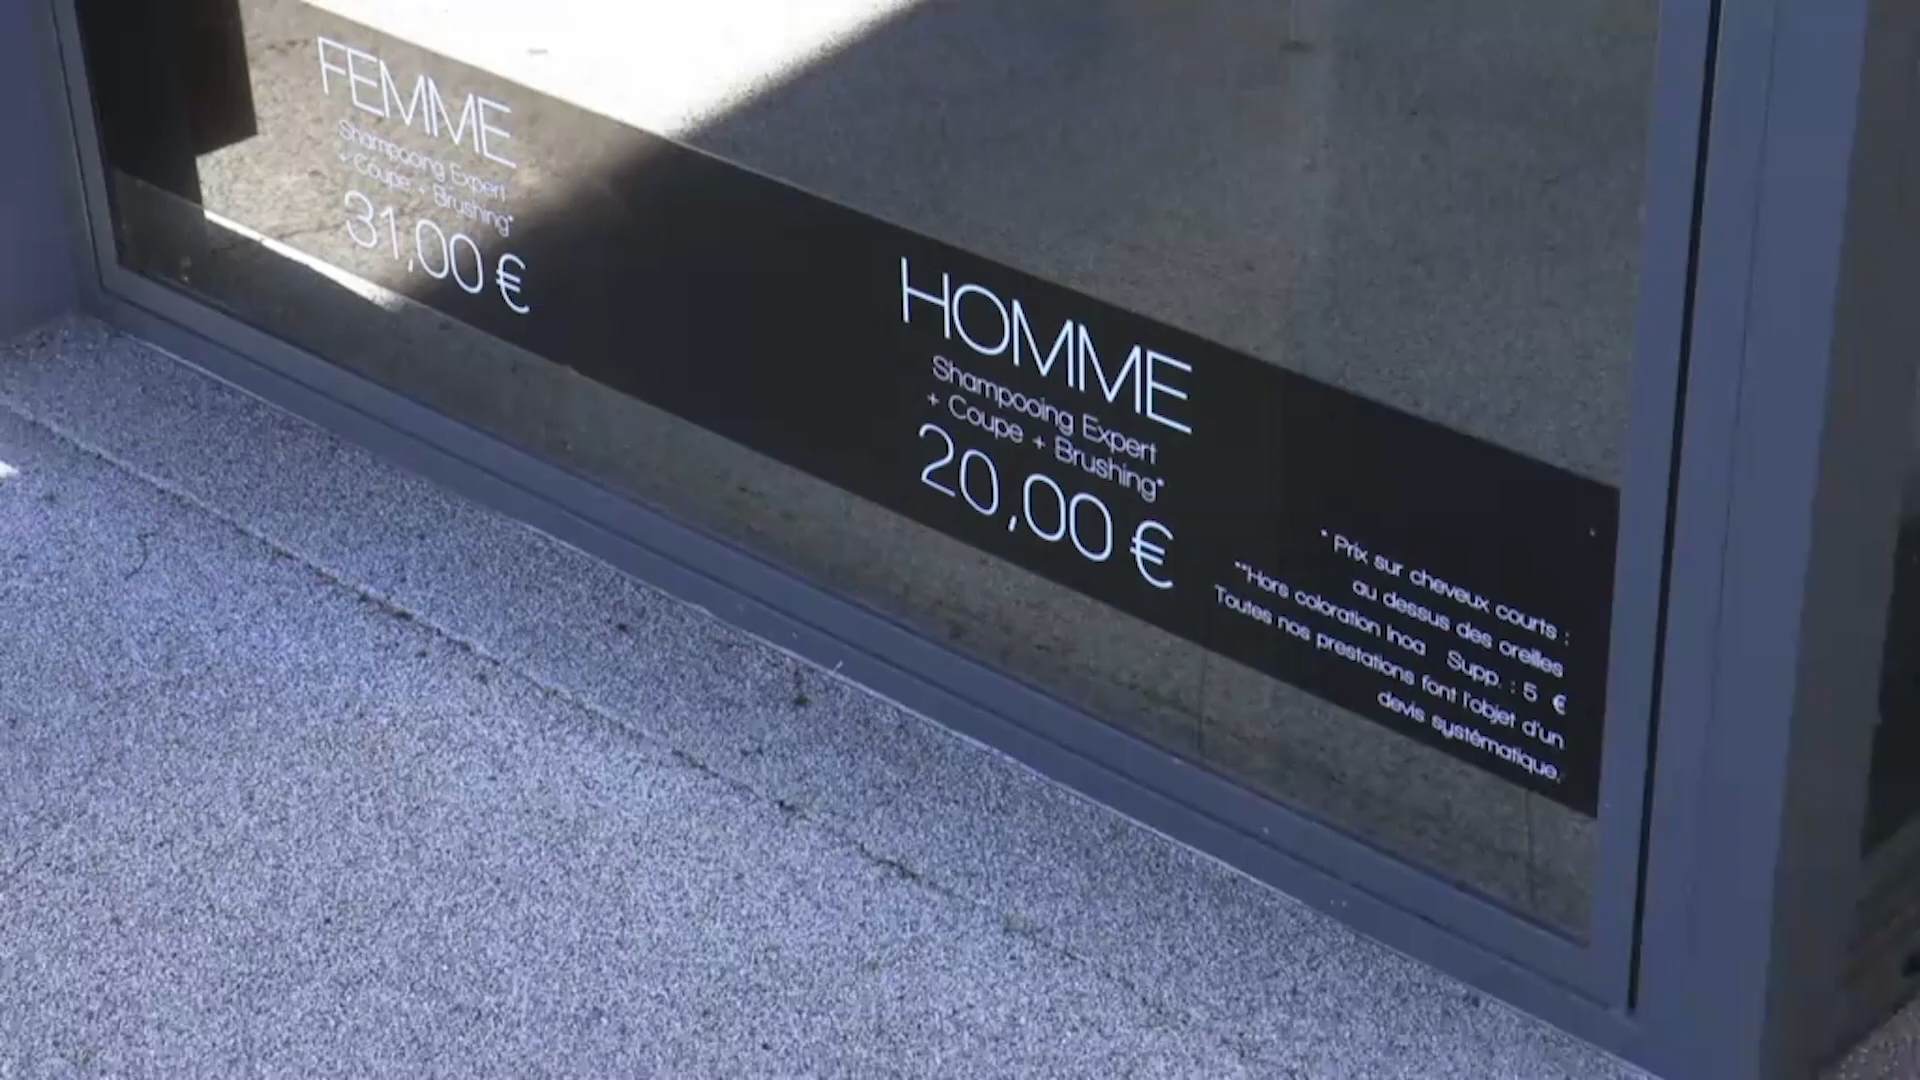 FEMME
Shampooing Expert
+ Coupe + Brushing*
31,00 €
HOMME
Shampooing Expert
+ Coupe + Brushing*
20,00 €
* Prix sur cheveux courts :
au dessus des oreilles
**Hors coloration Inoa Supp. : 5 €
Toutes nos prestations font l'objet d'un
devis systématique.